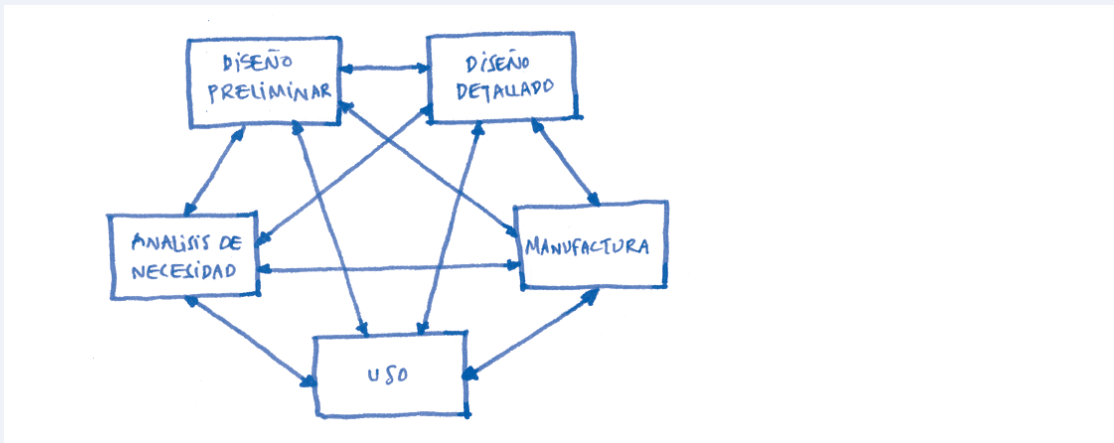 DISEÑO
PRELIMINAR
DISEÑO
DETALLADO
ANALISIS DE
NECESIDAD
MANUFACTURA
USO